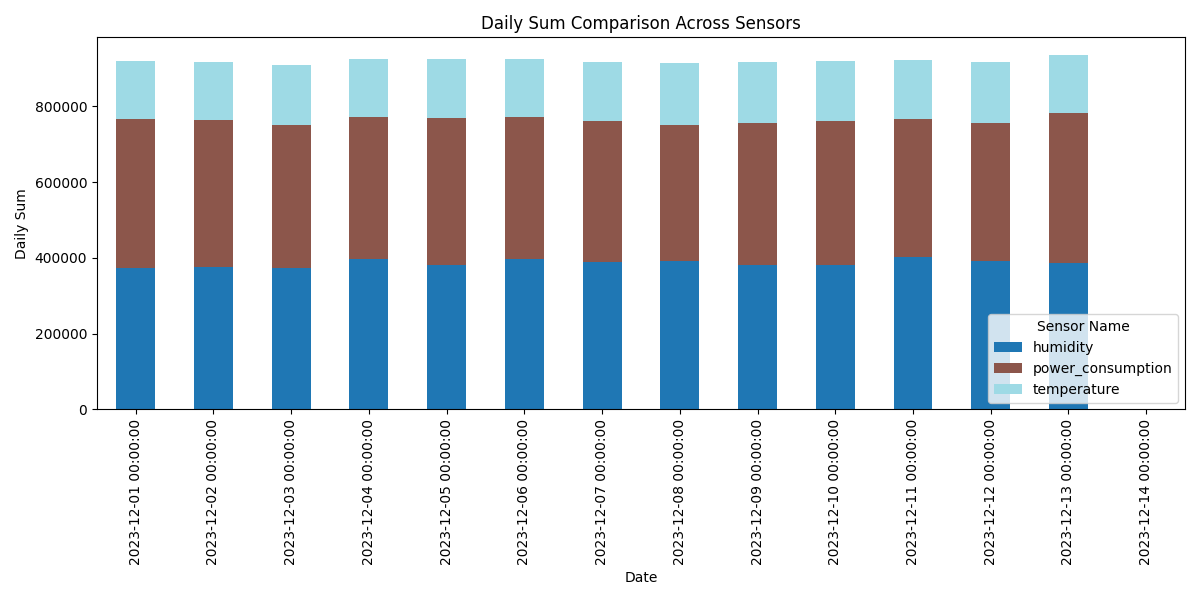 Daily Sum Comparison Across Sensors
Daily Sum
800000
600000
400000
200000
0
Sensor Name
humidity
power_consumption
temperature
2023-12-01 00:00:00
2023-12-02 00:00:00
2023-12-03 00:00:00
2023-12-04 00:00:00
2023-12-05 00:00:00
2023-12-06 00:00:00
2023-12-07 00:00:00
2023-12-08 00:00:00
2023-12-09 00:00:00
2023-12-10 00:00:00
2023-12-11 00:00:00
2023-12-12 00:00:00
2023-12-13 00:00:00
2023-12-14 00:00:00
Date